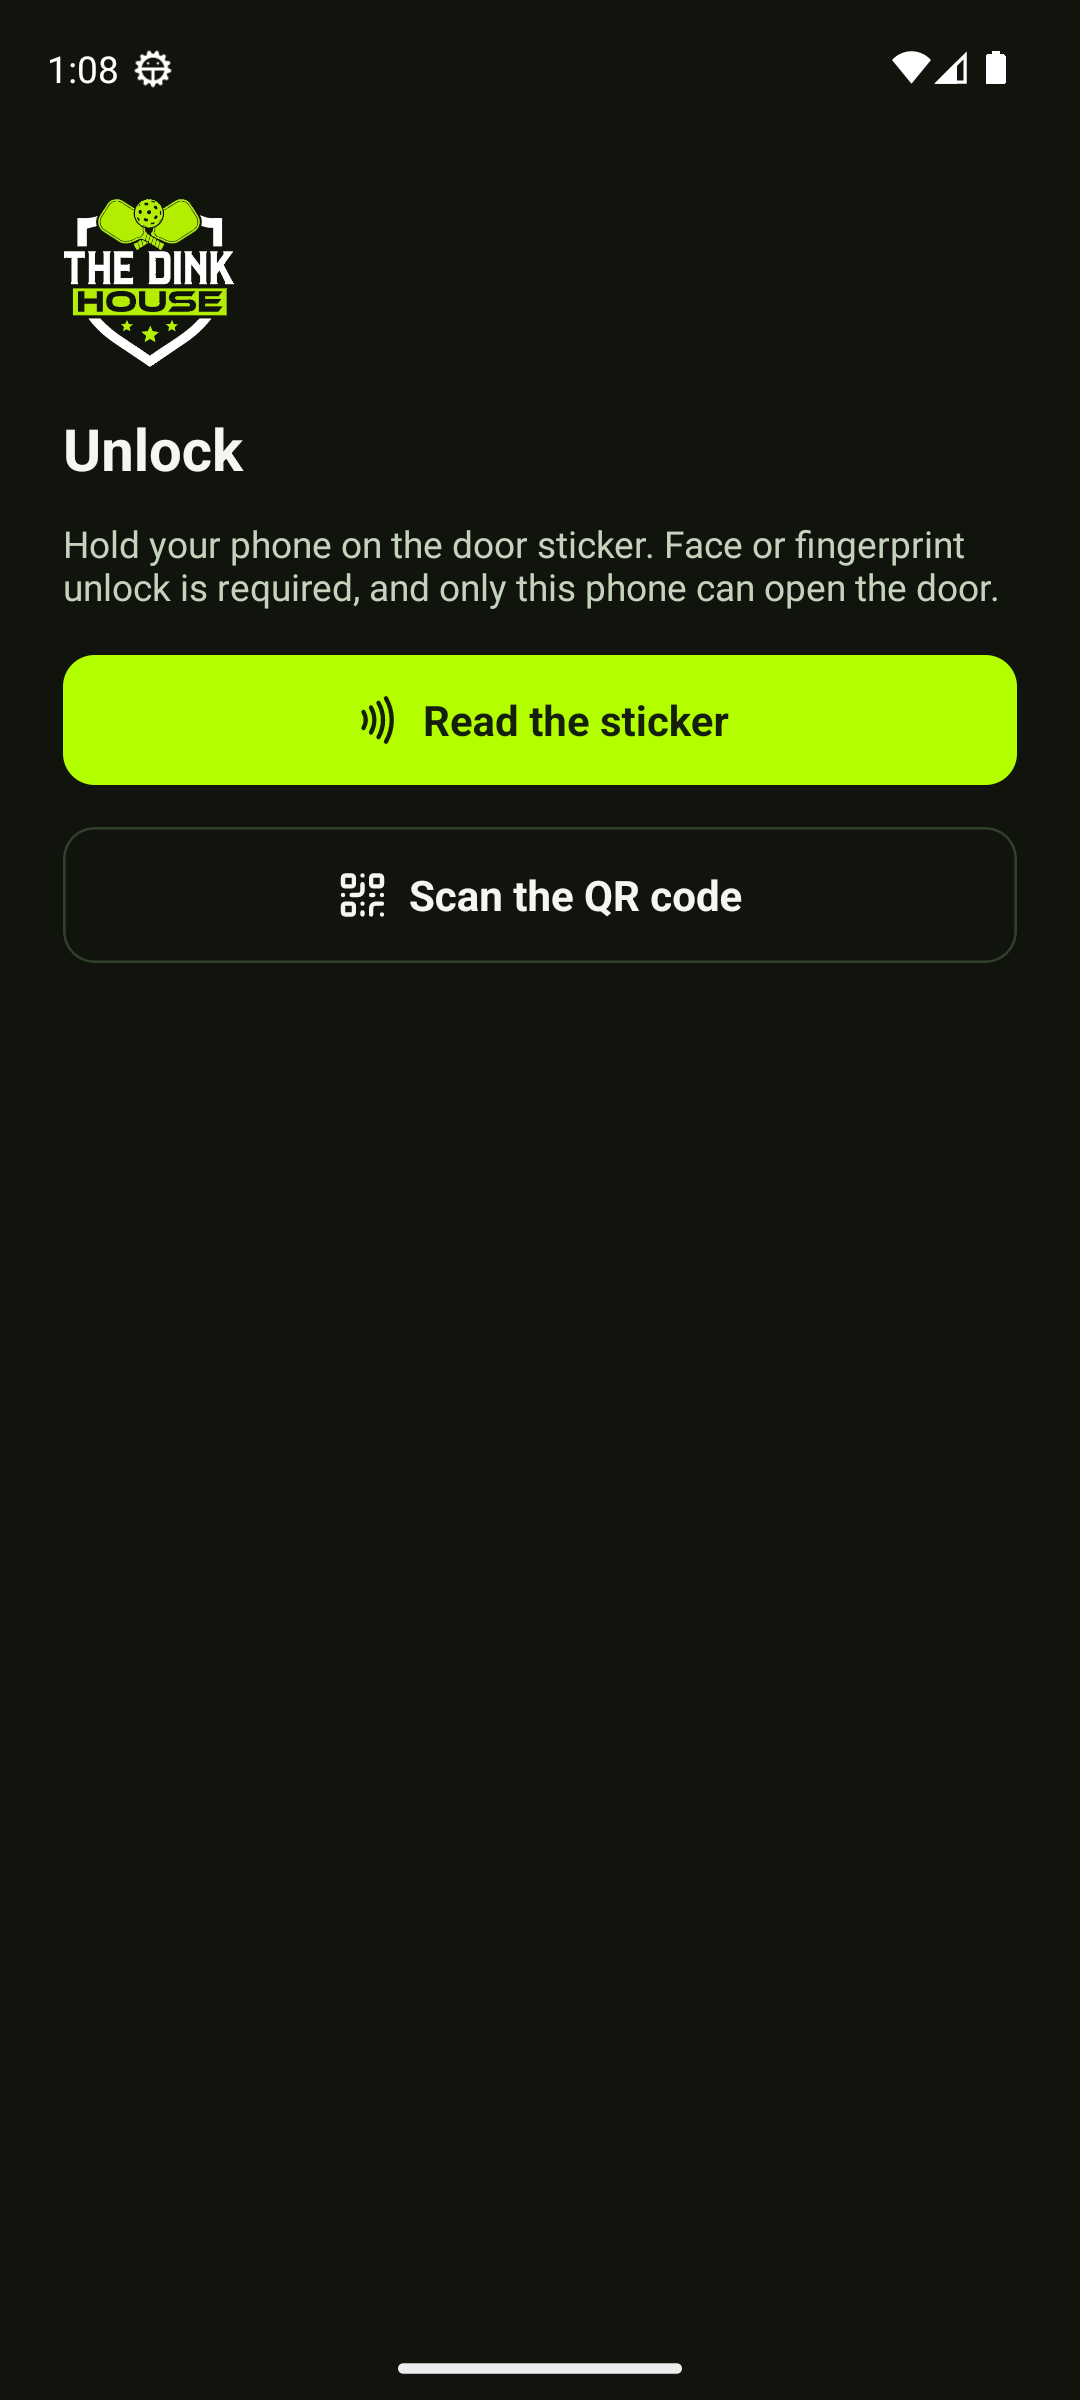 1:08
THE DINK
HOUSE
Unlock
Hold your phone on the door sticker. Face or fingerprint
unlock is required, and only this phone can open the door.
Read the sticker
Scan the QR code